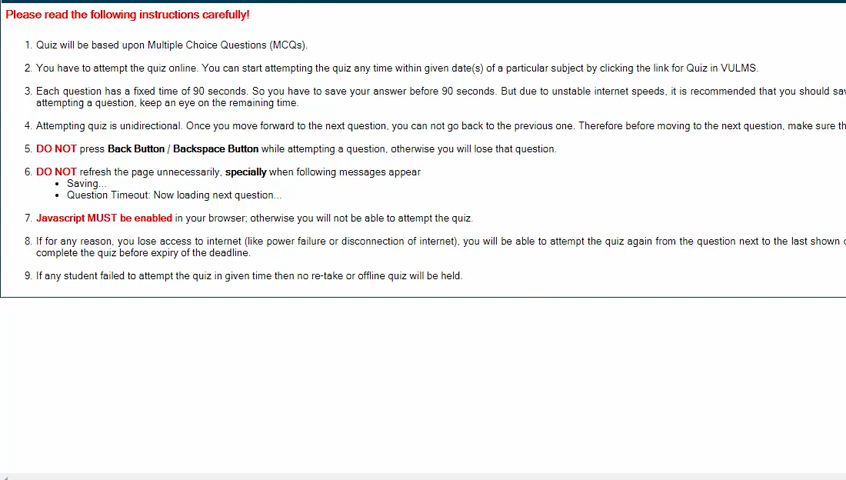 Please read the following instructions carefully!
1. Quiz will be based upon Multiple Choice Questions (MCQs).
2. You have to attempt the quiz online. You can start attempting the quiz any time within given date(s) of a particular subject by clicking the link for Quiz in VULMS.
3. Each question has a fixed time of 90 seconds. So you have to save your answer before 90 seconds. But due to unstable internet speeds, it is recommended that you should
attempting a question, keep an eye on the remaining time.
4. Attempting quiz is unidirectional. Once you move forward to the next question, you can not go back to the previous one. Therefore before moving to the next question, make sure
5. DO NOT press Back Button / Backspace Button while attempting a question, otherwise you will lose that question.
6. DO NOT refresh the page unnecessarily, specially when following messages appear
• Saving...
• Question Timeout: Now loading next question...
7. Javascript MUST be enabled in your browser; otherwise you will not be able to attempt the quiz.
8. If for any reason, you lose access to internet (like power failure or disconnection of internet), you will be able to attempt the quiz again from the question next to the last shown
complete the quiz before expiry of the deadline.
9. If any student failed to attempt the quiz in given time then no re-take or offline quiz will be held.